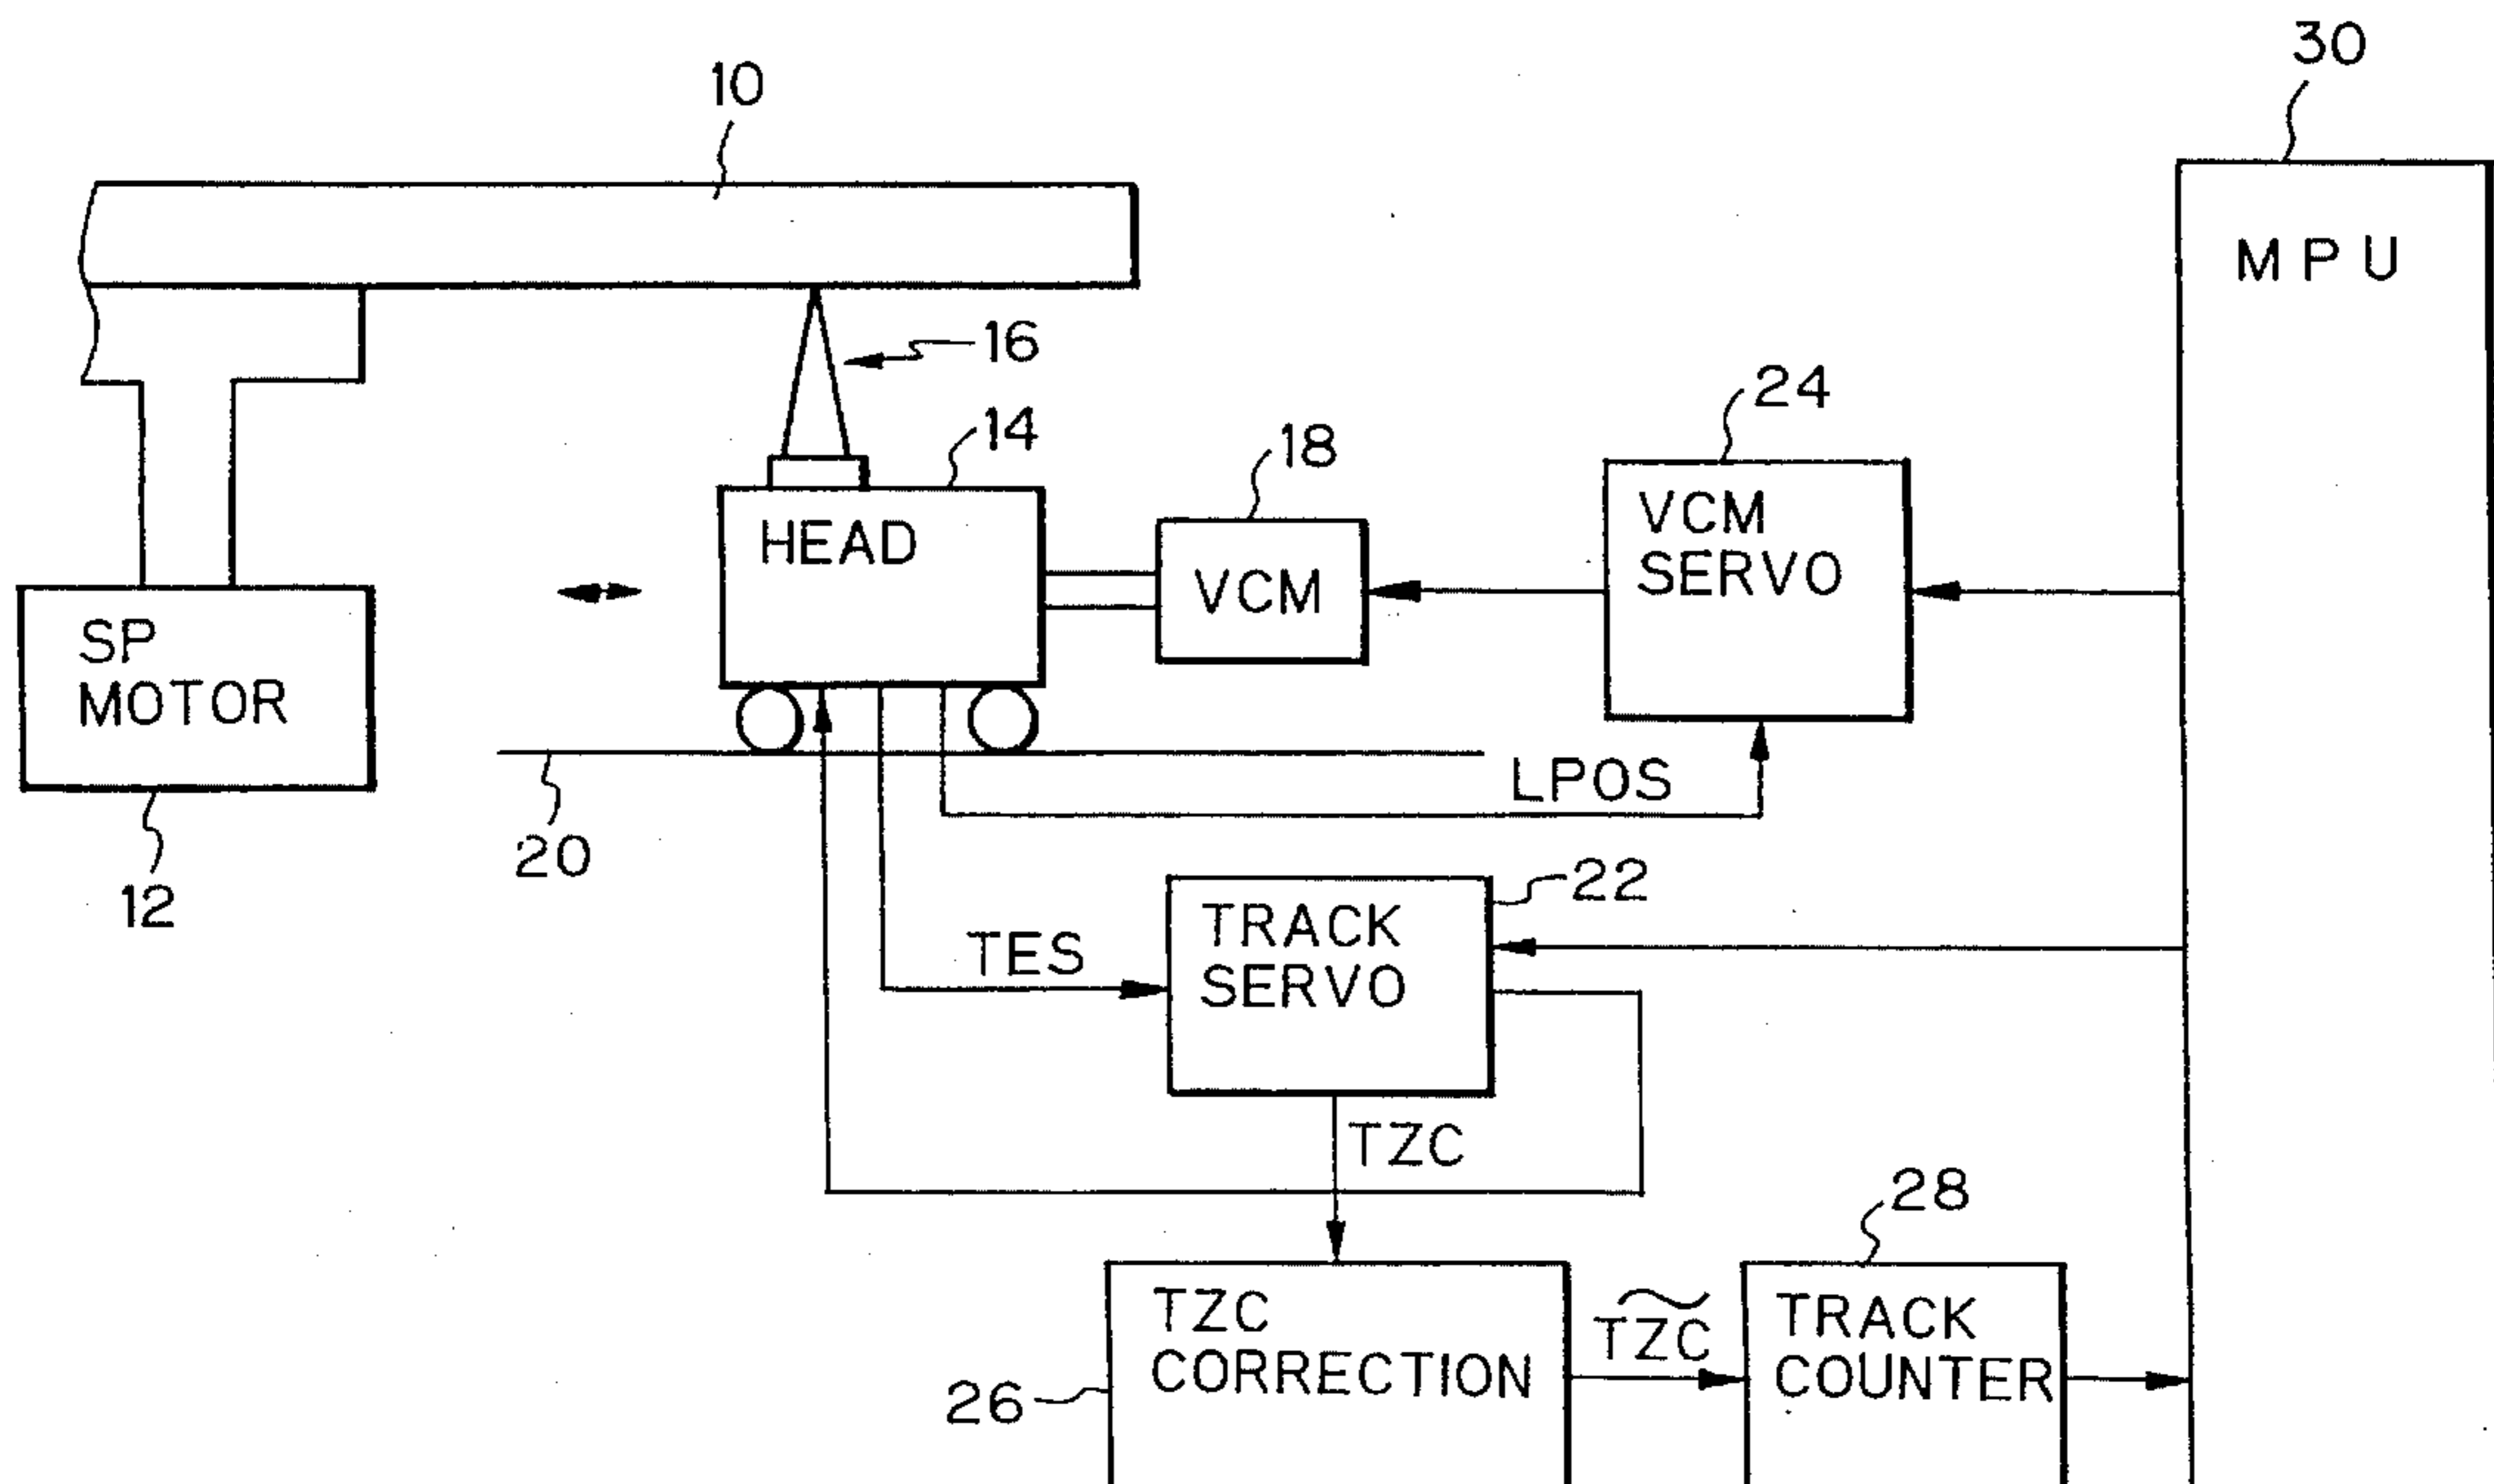 30
10
MPU
16
24
14
18
HEAD
VCM
SERVO
VCM
SP
MOTOR
LPOS
20
12
22
TRACK
SERVO
TES
TZC
28
TZC
CORRECTION
T͠Z͠C
TRACK
COUNTER
26